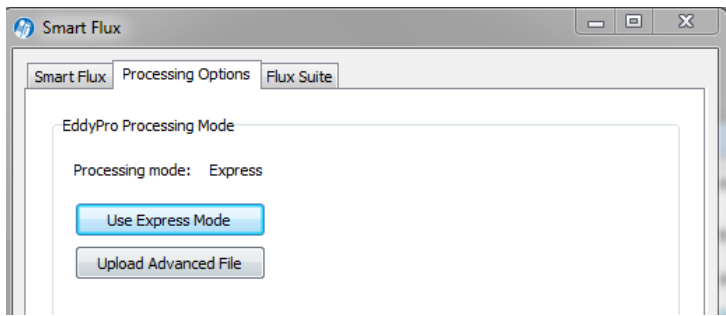 Smart Flux
Smart Flux Processing Options Flux Suite
EddyPro Processing Mode
Processing mode: Express
Use Express Mode
Upload Advanced File